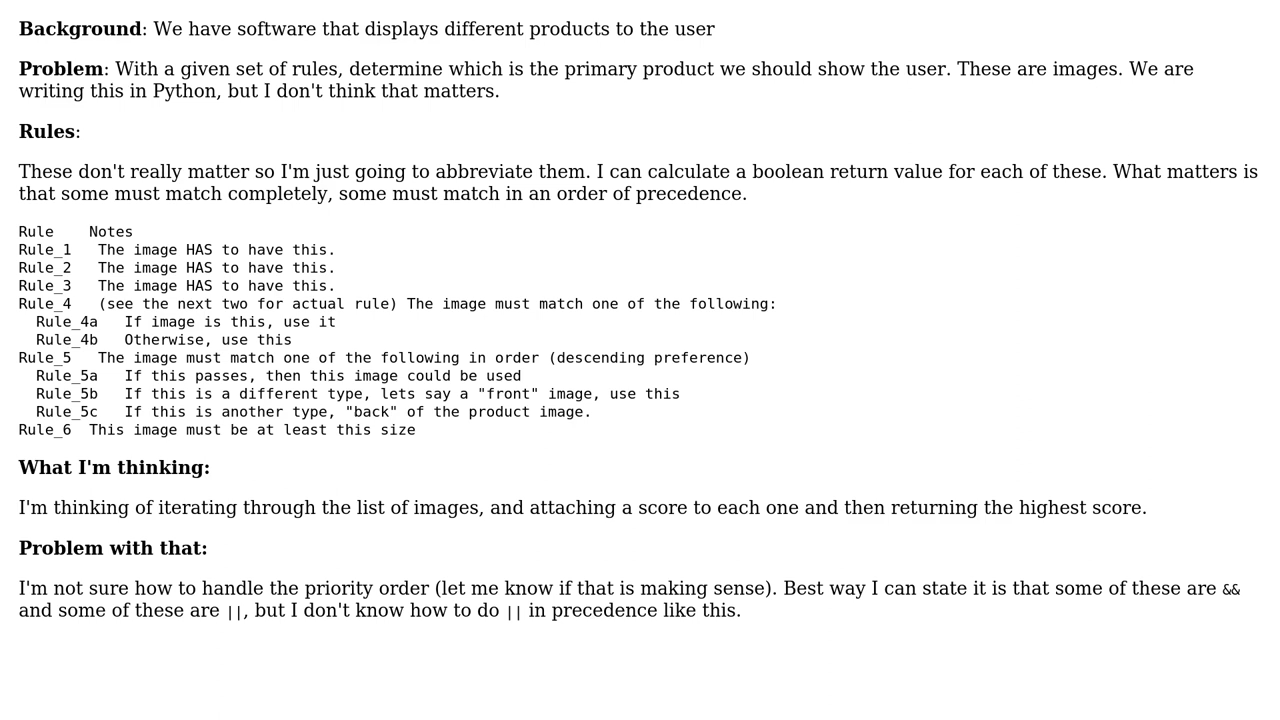 Background: We have software that displays different products to the user
Problem: With a given set of rules, determine which is the primary product we should show the user. These are images. We are
writing this in Python, but I don't think that matters.
Rules:
These don't really matter so I'm just going to abbreviate them. I can calculate a boolean return value for each of these. What matters is
that some must match completely, some must match in an order of precedence.
Rule    Notes
Rule_1   The image HAS to have this.
Rule_2   The image HAS to have this.
Rule_3   The image HAS to have this.
Rule_4   (see the next two for actual rule) The image must match one of the following:
  Rule_4a   If image is this, use it
  Rule_4b   Otherwise, use this
Rule_5   The image must match one of the following in order (descending preference)
  Rule_5a   If this passes, then this image could be used
  Rule_5b   If this is a different type, lets say a "front" image, use this
  Rule_5c   If this is another type, "back" of the product image.
Rule_6  This image must be at least this size
What I'm thinking:
I'm thinking of iterating through the list of images, and attaching a score to each one and then returning the highest score.
Problem with that:
I'm not sure how to handle the priority order (let me know if that is making sense). Best way I can state it is that some of these are &&
and some of these are ||, but I don't know how to do || in precedence like this.